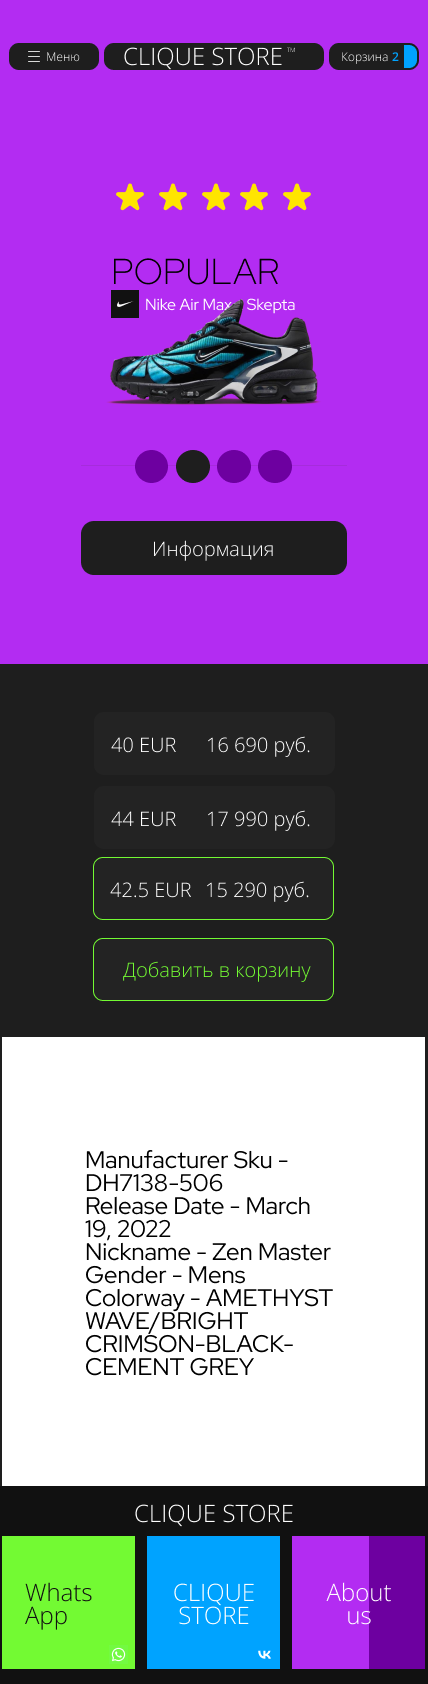 Меню
CLIQUE STORE ™
Корзина 2
POPULAR
Nike Air Max Skepta
Информация
40 EUR 16 690 руб.
44 EUR 17 990 руб.
42.5 EUR 15 290 руб.
Добавить в корзину
Manufacturer Sku -
DH7138-506
Release Date - March
19, 2022
Nickname - Zen Master
Gender - Mens
Colorway - AMETHYST
WAVE/BRIGHT
CRIMSON-BLACK-
CEMENT GREY
CLIQUE STORE
Whats
App
CLIQUE
STORE
About
us